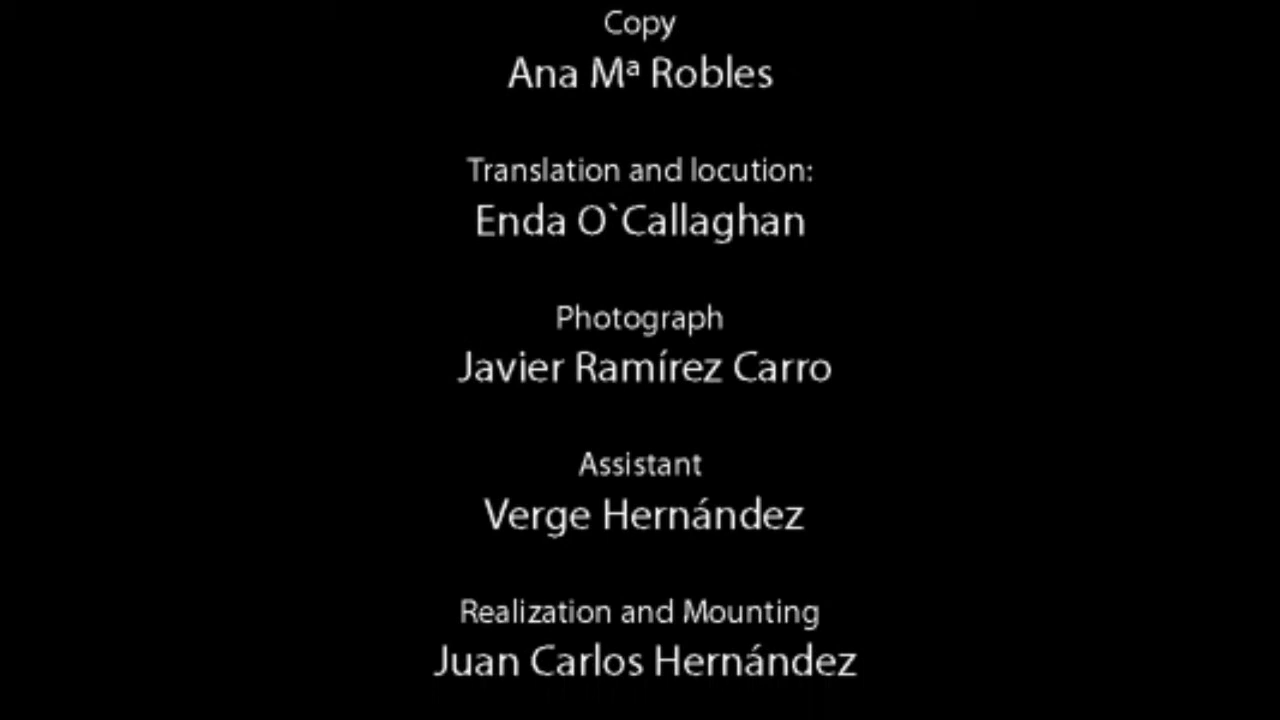 Copy
Ana Mª Robles
Translation and locution:
Enda O`Callaghan
Photograph
Javier Ramírez Carro
Assistant
Verge Hernández
Realization and Mounting
Juan Carlos Hernández